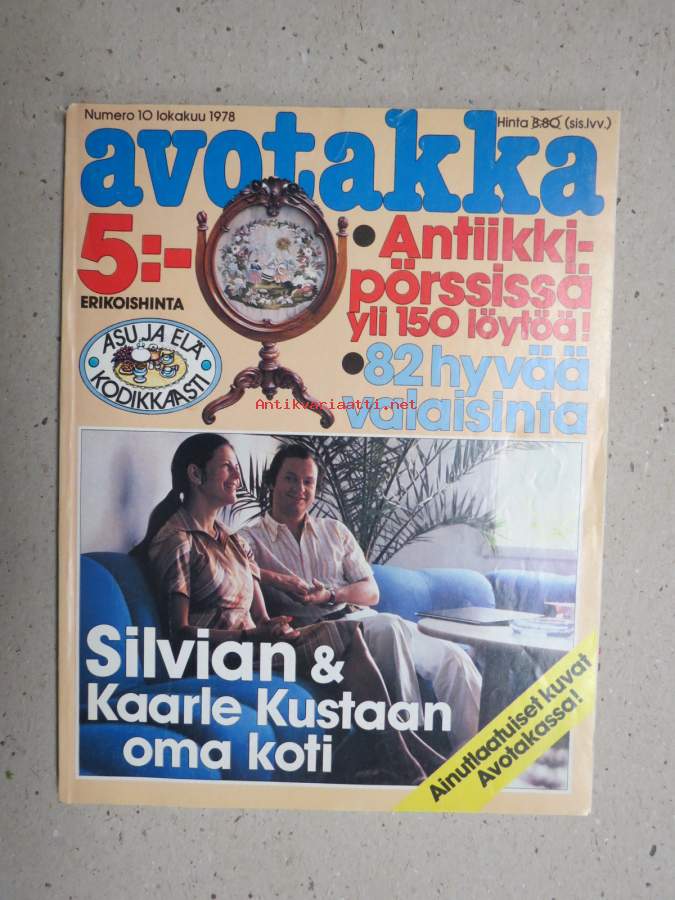 Numero 10 lokakuu 1978
Hinta 8.80 (sis.lvv.)
avotakka
5:-
ERIKOISHINTA
ASU JA ELÄ
KODIKKAASTI
• Antiikki-
pörssissä
yli 150 löytöä!
• 82 hyvää
valaisinta
Antikvariaatti.net
Silvian &
Kaarle Kustaan
oma koti
Ainutlaatuiset kuvat
Avotakassa!